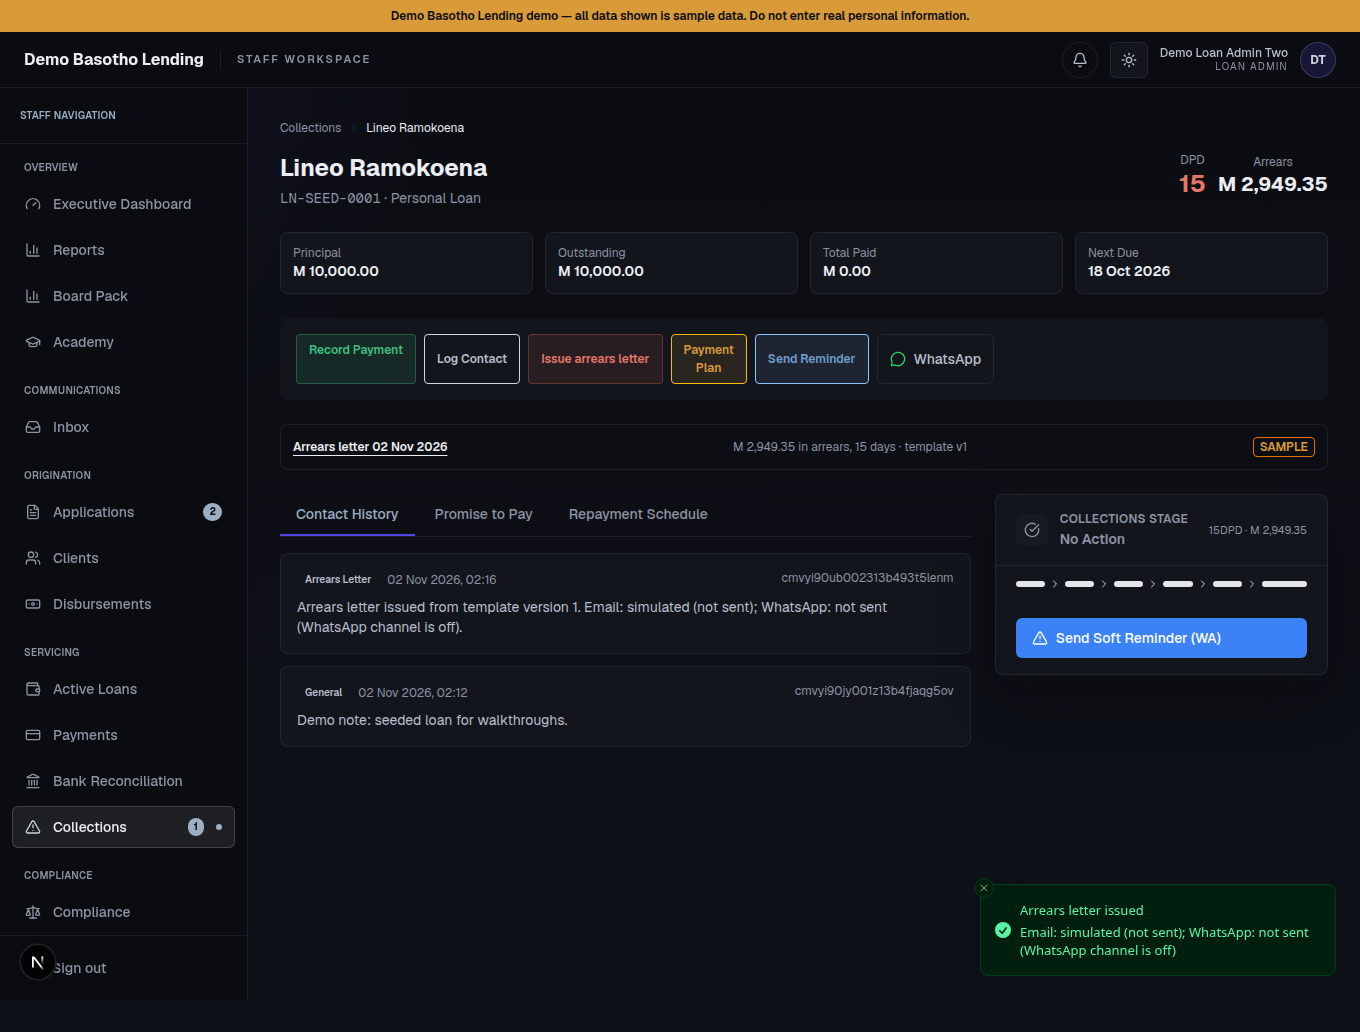 Demo Basotho Lending demo — all data shown is sample data. Do not enter real personal information.
Demo Basotho Lending
STAFF WORKSPACE
Demo Loan Admin Two
LOAN ADMIN
DT
STAFF NAVIGATION
OVERVIEW
Executive Dashboard
Reports
Board Pack
Academy
COMMUNICATIONS
Inbox
ORIGINATION
Applications 2
Clients
Disbursements
SERVICING
Active Loans
Payments
Bank Reconciliation
Collections 1
COMPLIANCE
Compliance
N
Sign out
Collections › Lineo Ramokoena
Lineo Ramokoena
LN-SEED-0001 · Personal Loan
DPD
15
Arrears
M 2,949.35
Principal
M 10,000.00
Outstanding
M 10,000.00
Total Paid
M 0.00
Next Due
18 Oct 2026
Record Payment
Log Contact
Issue arrears letter
Payment
Plan
Send Reminder
WhatsApp
Arrears letter 02 Nov 2026
M 2,949.35 in arrears, 15 days · template v1
SAMPLE
Contact History
Promise to Pay
Repayment Schedule
Arrears Letter 02 Nov 2026, 02:16 cmvyi90ub002313b493t5lenm
Arrears letter issued from template version 1. Email: simulated (not sent); WhatsApp: not sent
(WhatsApp channel is off).
General 02 Nov 2026, 02:12 cmvyi90jy001z13b4fjaqg5ov
Demo note: seeded loan for walkthroughs.
COLLECTIONS STAGE
No Action
15DPD · M 2,949.35
Send Soft Reminder (WA)
Arrears letter issued
Email: simulated (not sent); WhatsApp: not sent
(WhatsApp channel is off)